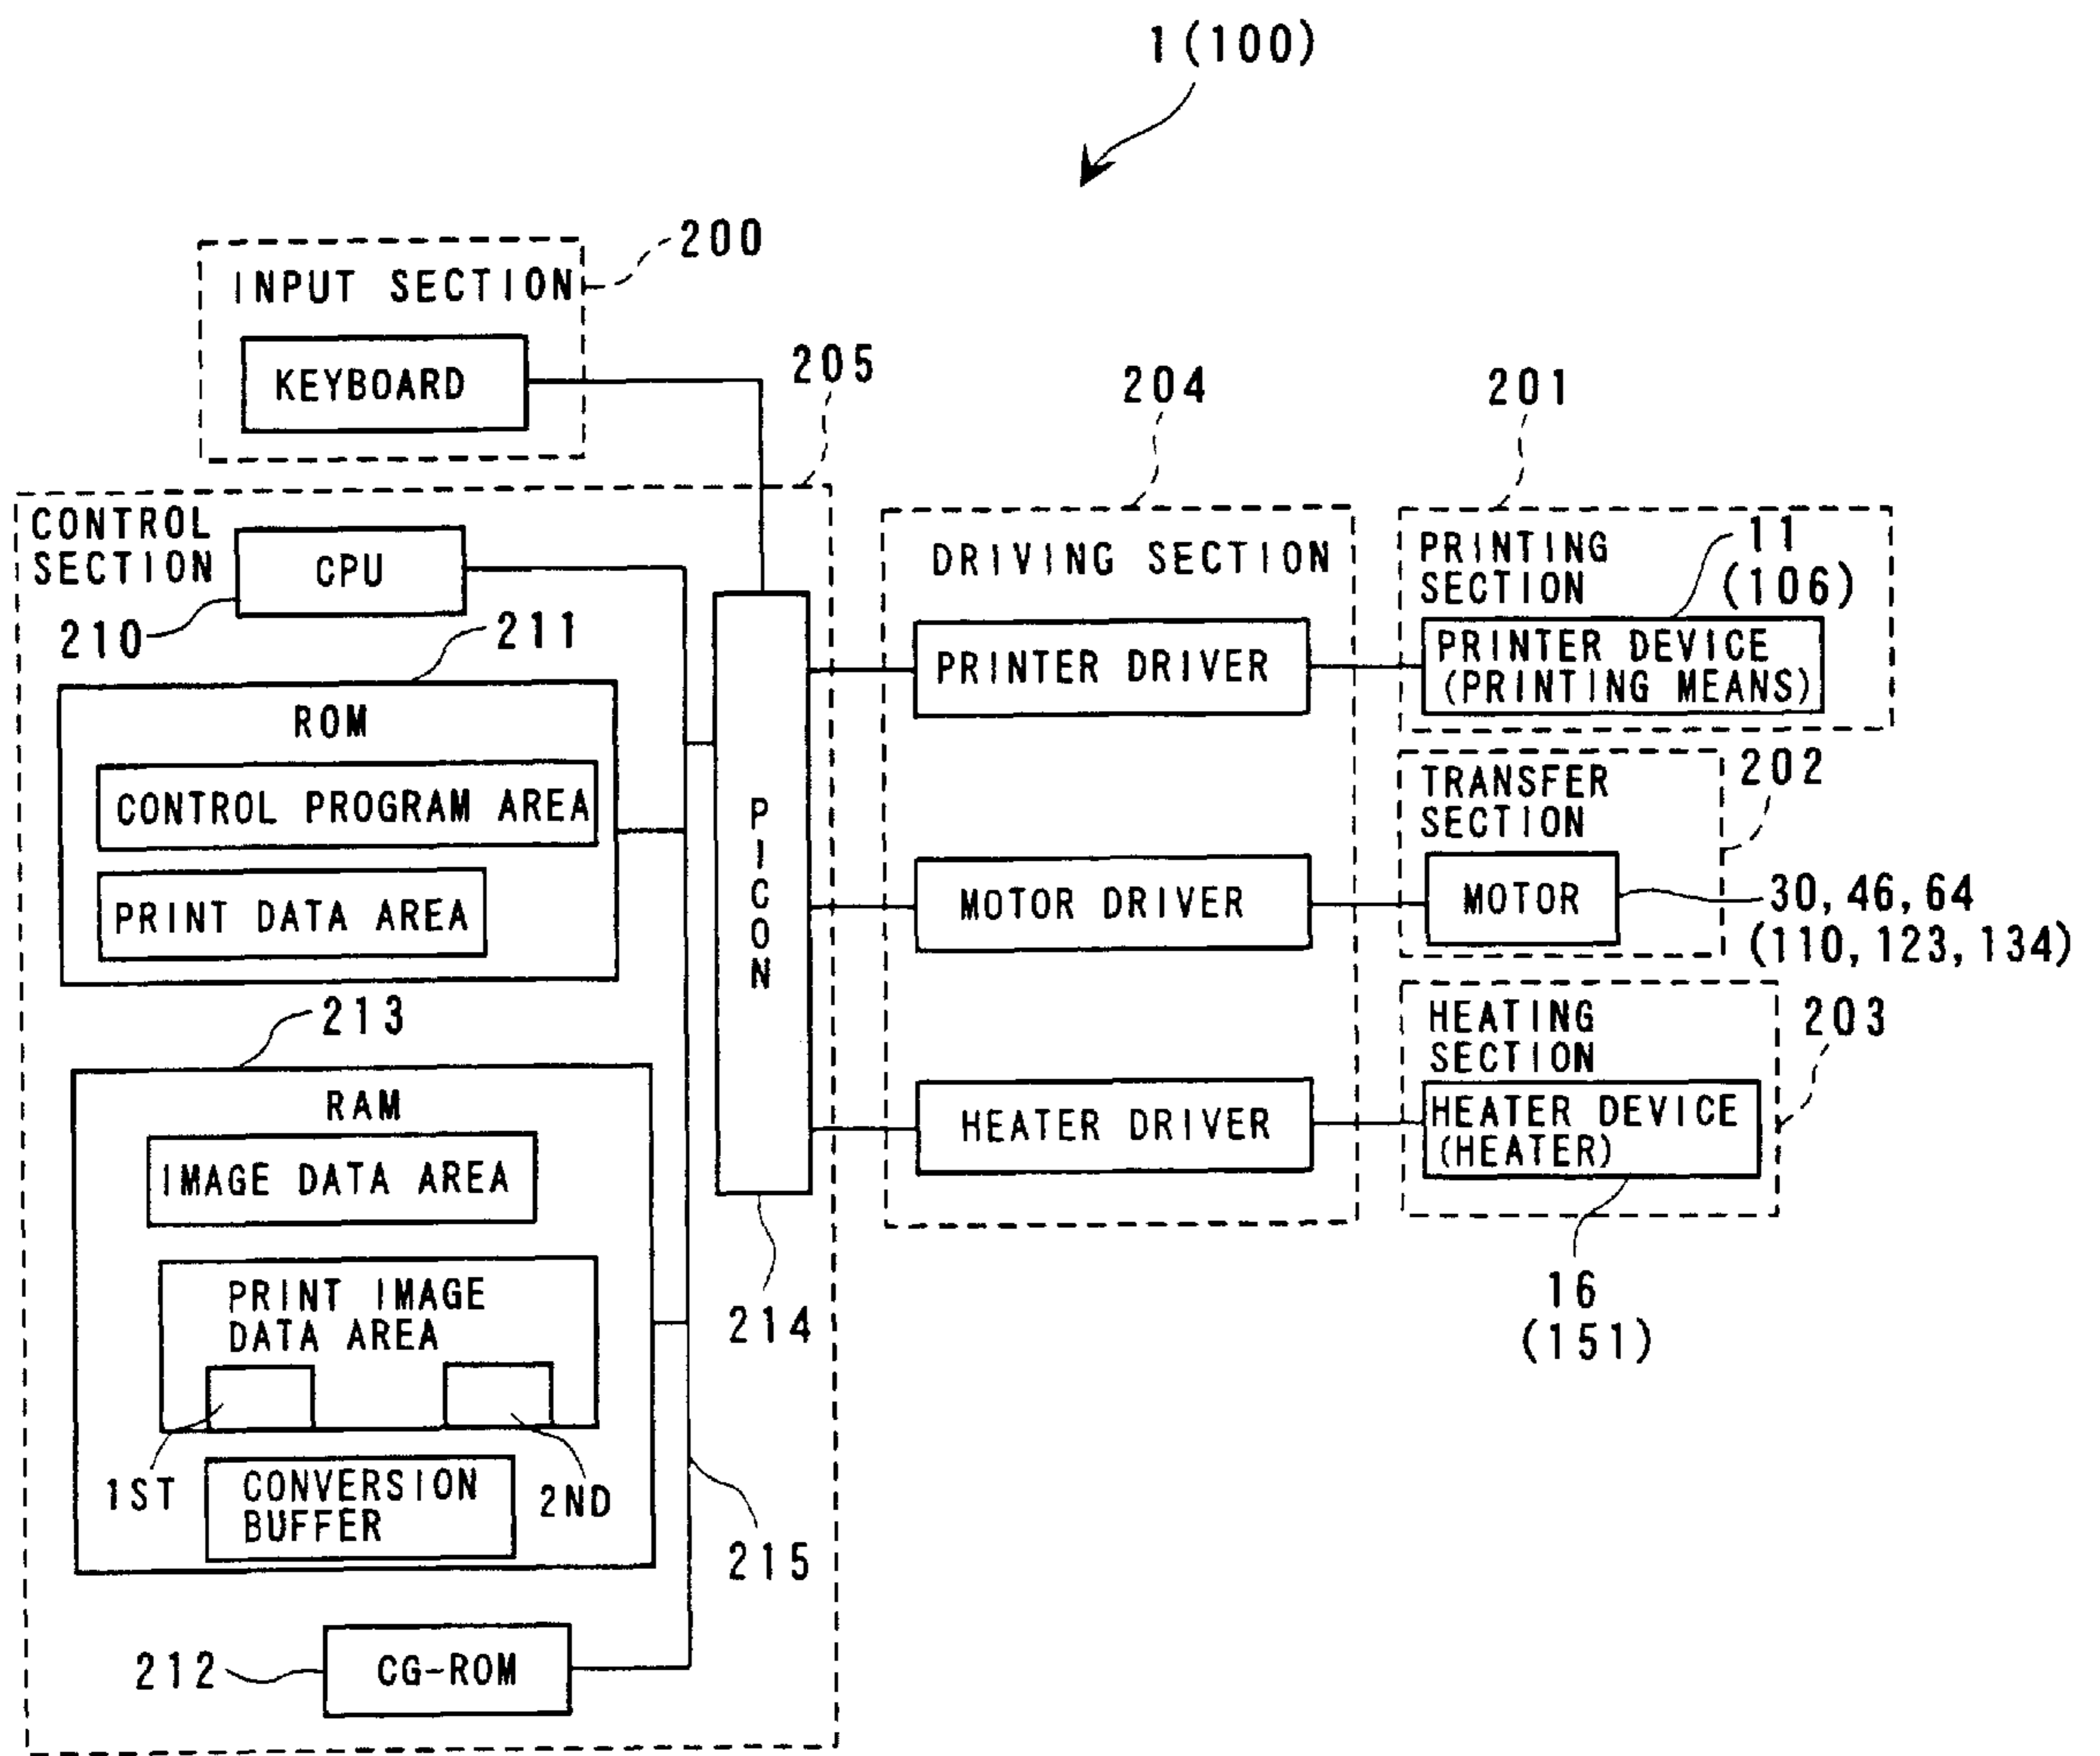 1(100)
200
INPUT SECTION
KEYBOARD
205
204
201
CONTROL
SECTION
CPU
210
211
ROM
CONTROL PROGRAM AREA
PRINT DATA AREA
213
RAM
IMAGE DATA AREA
PRINT IMAGE
DATA AREA
1ST
2ND
CONVERSION
BUFFER
212
CG-ROM
215
PICON
214
DRIVING SECTION
PRINTER DRIVER
MOTOR DRIVER
HEATER DRIVER
PRINTING
SECTION
11
(106)
PRINTER DEVICE
(PRINTING MEANS)
TRANSFER
SECTION
202
MOTOR
30,46,64
(110,123,134)
HEATING
SECTION
203
HEATER DEVICE
(HEATER)
16
(151)